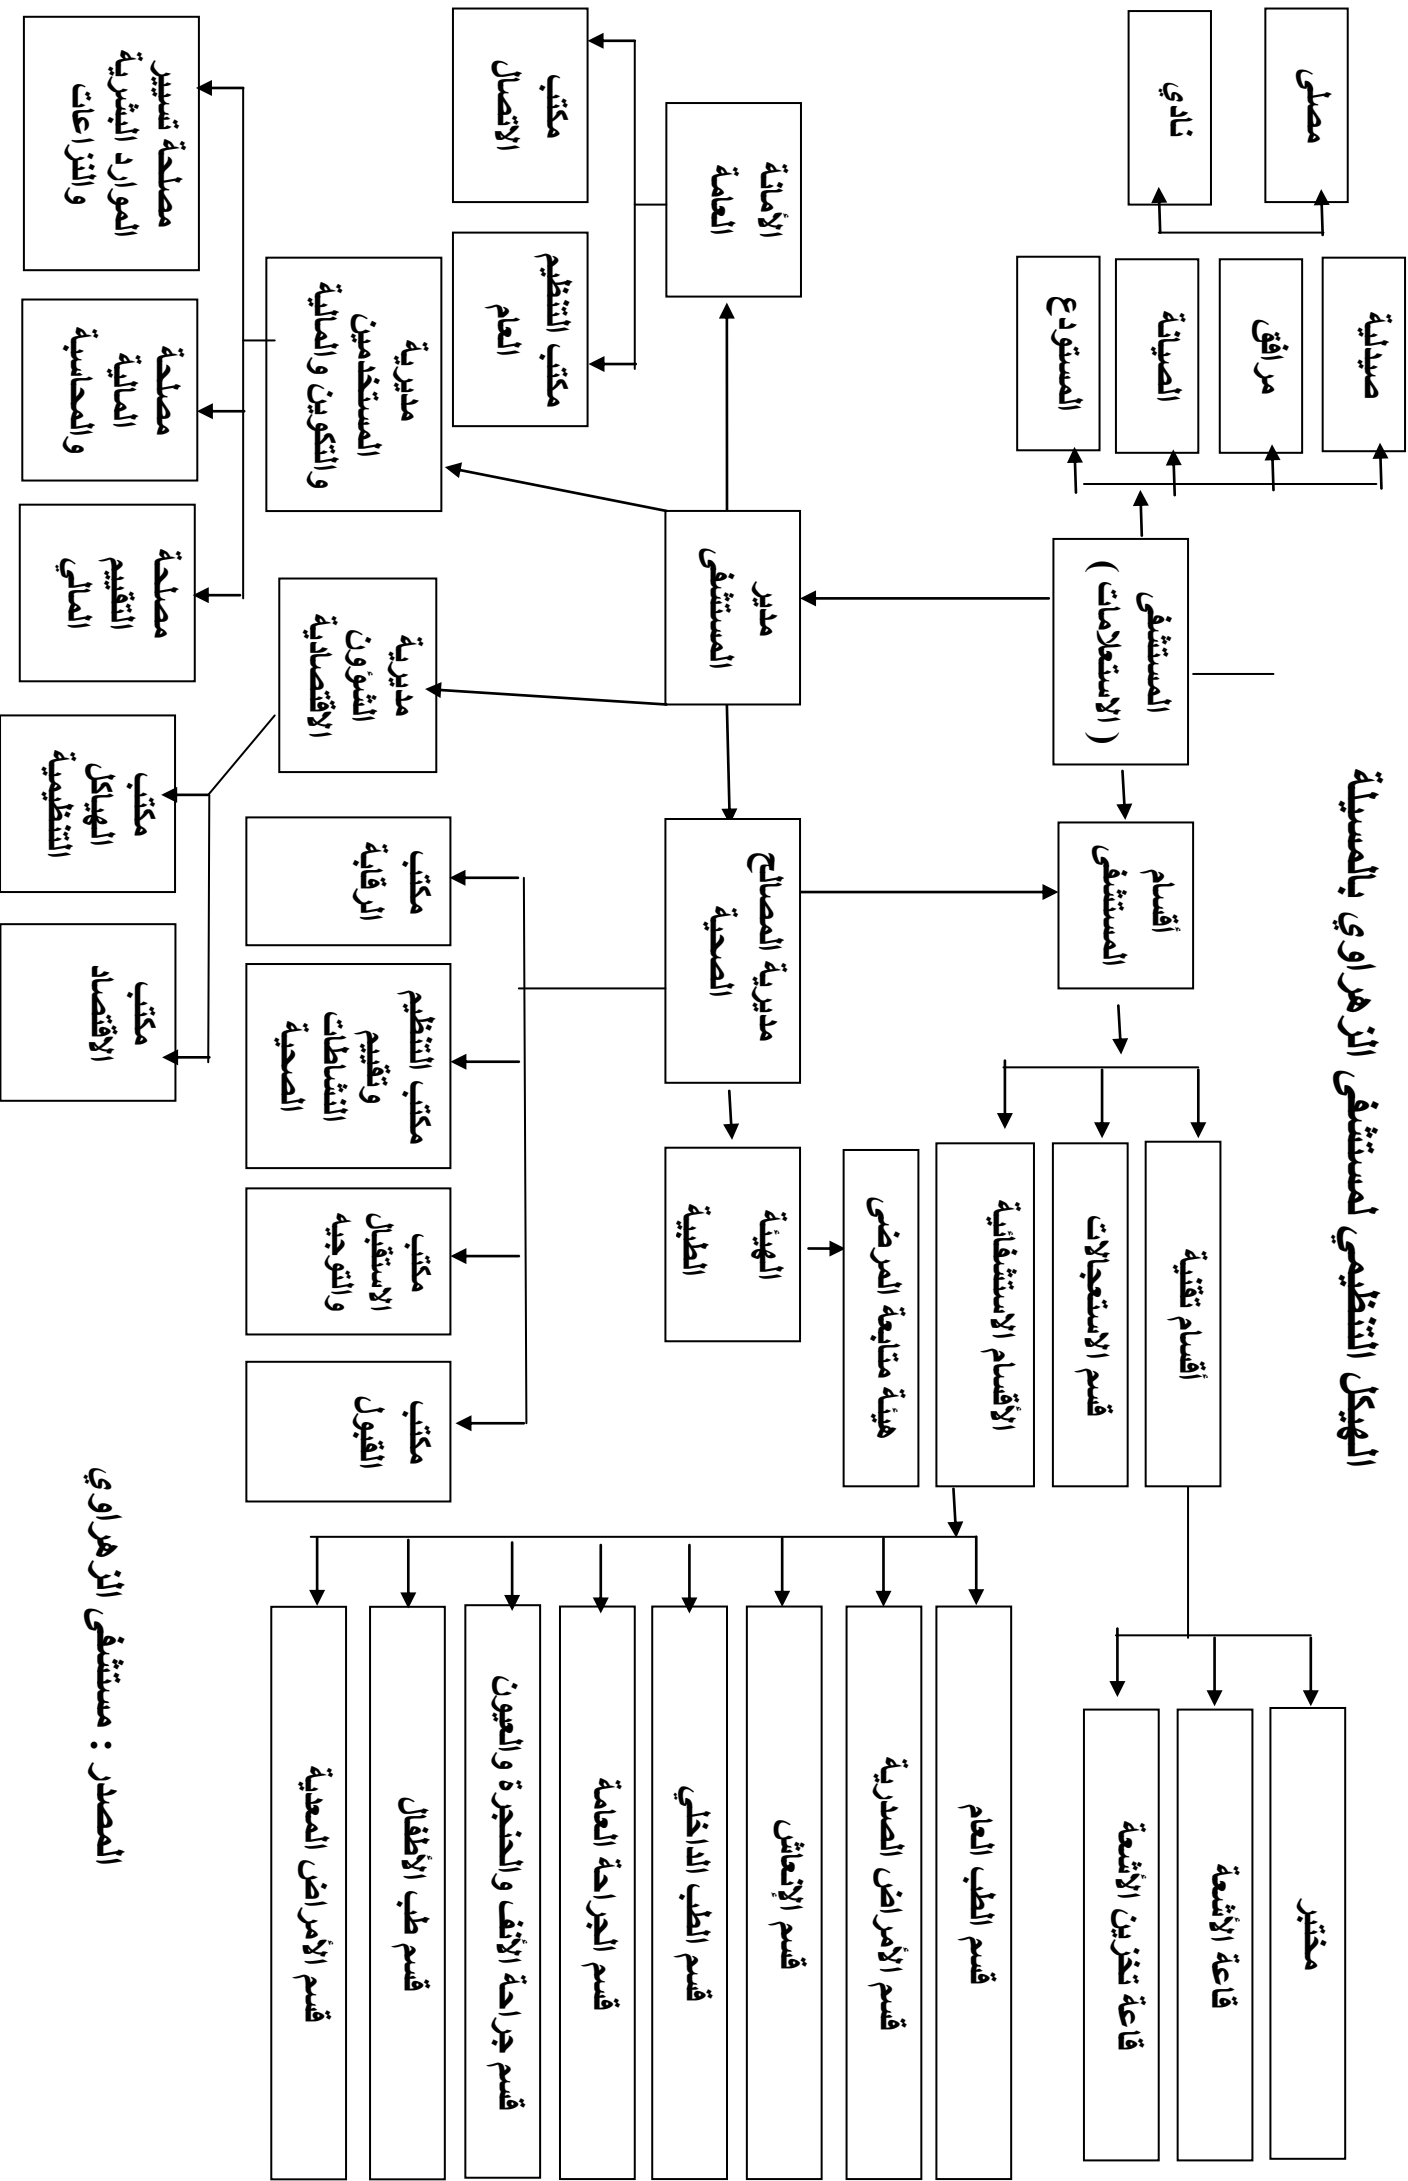 الهيكل التنظيمي لمستشفى الزهراوي بالمسيلة
مصلى
نادي
صيدلية
مرافق
الصيانة
المستودع
المستشفى
( الاستعلامات )
أقسام
المستشفى
أقسام تقنية
قسم الاستعجالات
الأقسام الاستشفائية
هيئة متابعة المرضى
مختبر
قاعة الأشعة
قاعة تخزين الأشعة
قسم الطب العام
قسم الأمراض الصدرية
قسم الإنعاش
قسم الطب الداخلي
قسم الجراحة العامة
قسم جراحة الأنف والحنجرة والعيون
قسم طب الأطفال
قسم الأمراض المعدية
الأمانة
العامة
مدير
المستشفى
مديرية المصالح
الصحية
الهيئة
الطبية
مكتب
الاتصال
مكتب التنظيم
العام
مديرية
المستخدمين
والتكوين والمالية
مديرية
الشؤون
الاقتصادية
مكتب
الرقابة
مكتب التنظيم
وتقييم
النشاطات
الصحية
مكتب
الاستقبال
والتوجيه
مكتب
القبول
مصلحة تسيير
الموارد البشرية
والنزاعات
مصلحة
المالية
والمحاسبة
مصلحة
التقييم
المالي
مكتب
الهياكل
التنظيمية
مكتب
الاقتصاد
المصدر : مستشفى الزهراوي